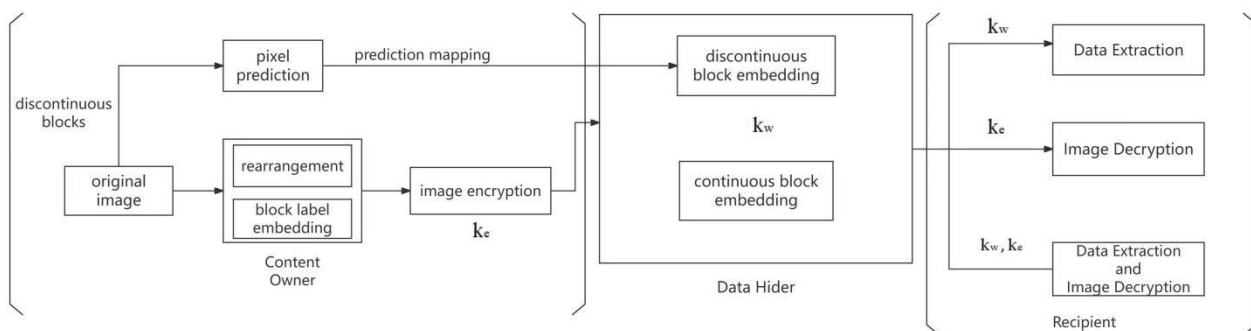 discontinuous
blocks
pixel
prediction
prediction mapping
original
image
rearrangement
block label
embedding
Content
Owner
image encryption
ke
discontinuous
block embedding
kw
continuous block
embedding
Data Hider
kw
Data Extraction
ke
Image Decryption
kw, ke
Data Extraction
and
Image Decryption
Recipient